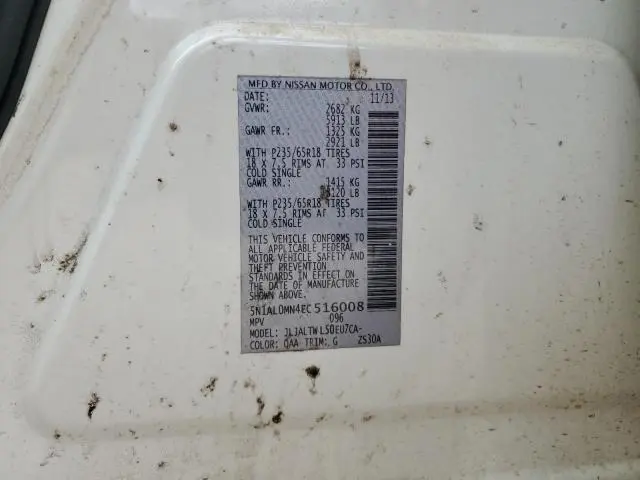 MFD BY NISSAN MOTOR CO., LTD.
DATE: 11/13
GVWR: 2682 KG
5913 LB
GAWR FR.: 1325 KG
2921 LB
WITH P235/65R18 TIRES
18 X 7.5 RIMS AT 33 PSI
COLD SINGLE
GAWR RR.: 1415 KG
3120 LB
WITH P235/65R18 TIRES
18 X 7.5 RIMS AT 33 PSI
COLD SINGLE
THIS VEHICLE CONFORMS TO
ALL APPLICABLE FEDERAL
MOTOR VEHICLE SAFETY AND
THEFT PREVENTION
STANDARDS IN EFFECT ON
THE DATE OF MANUFACTURE
SHOWN ABOVE
5N1AL0MN4EC516008
MPV 096
MODEL: JL3ALTWL50EU7CA-
COLOR: QAA TRIM: G ZS30A